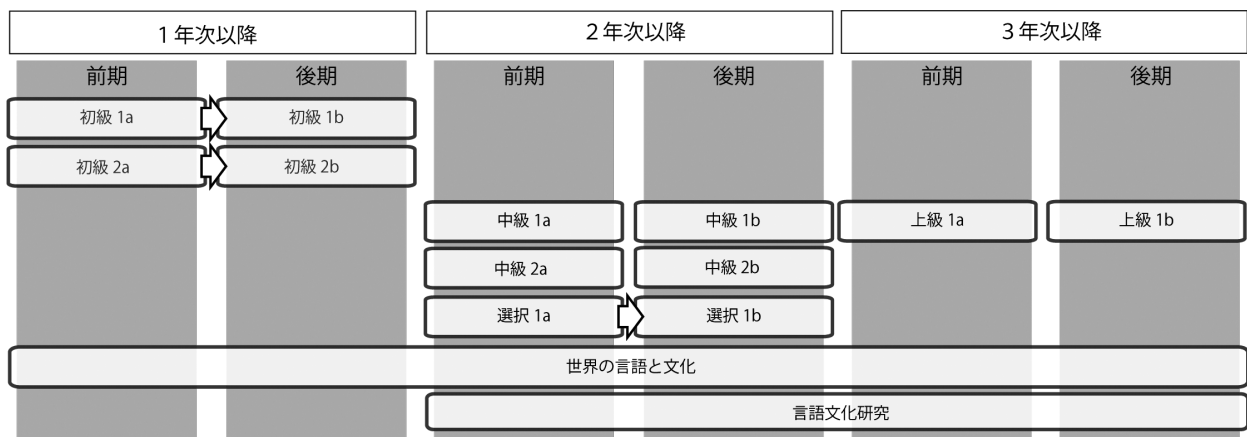 1年次以降
2年次以降
3年次以降
前期
後期
前期
後期
前期
後期
初級 1a
初級 1b
初級 2a
初級 2b
中級 1a
中級 1b
上級 1a
上級 1b
中級 2a
中級 2b
選択 1a
選択 1b
世界の言語と文化
言語文化研究